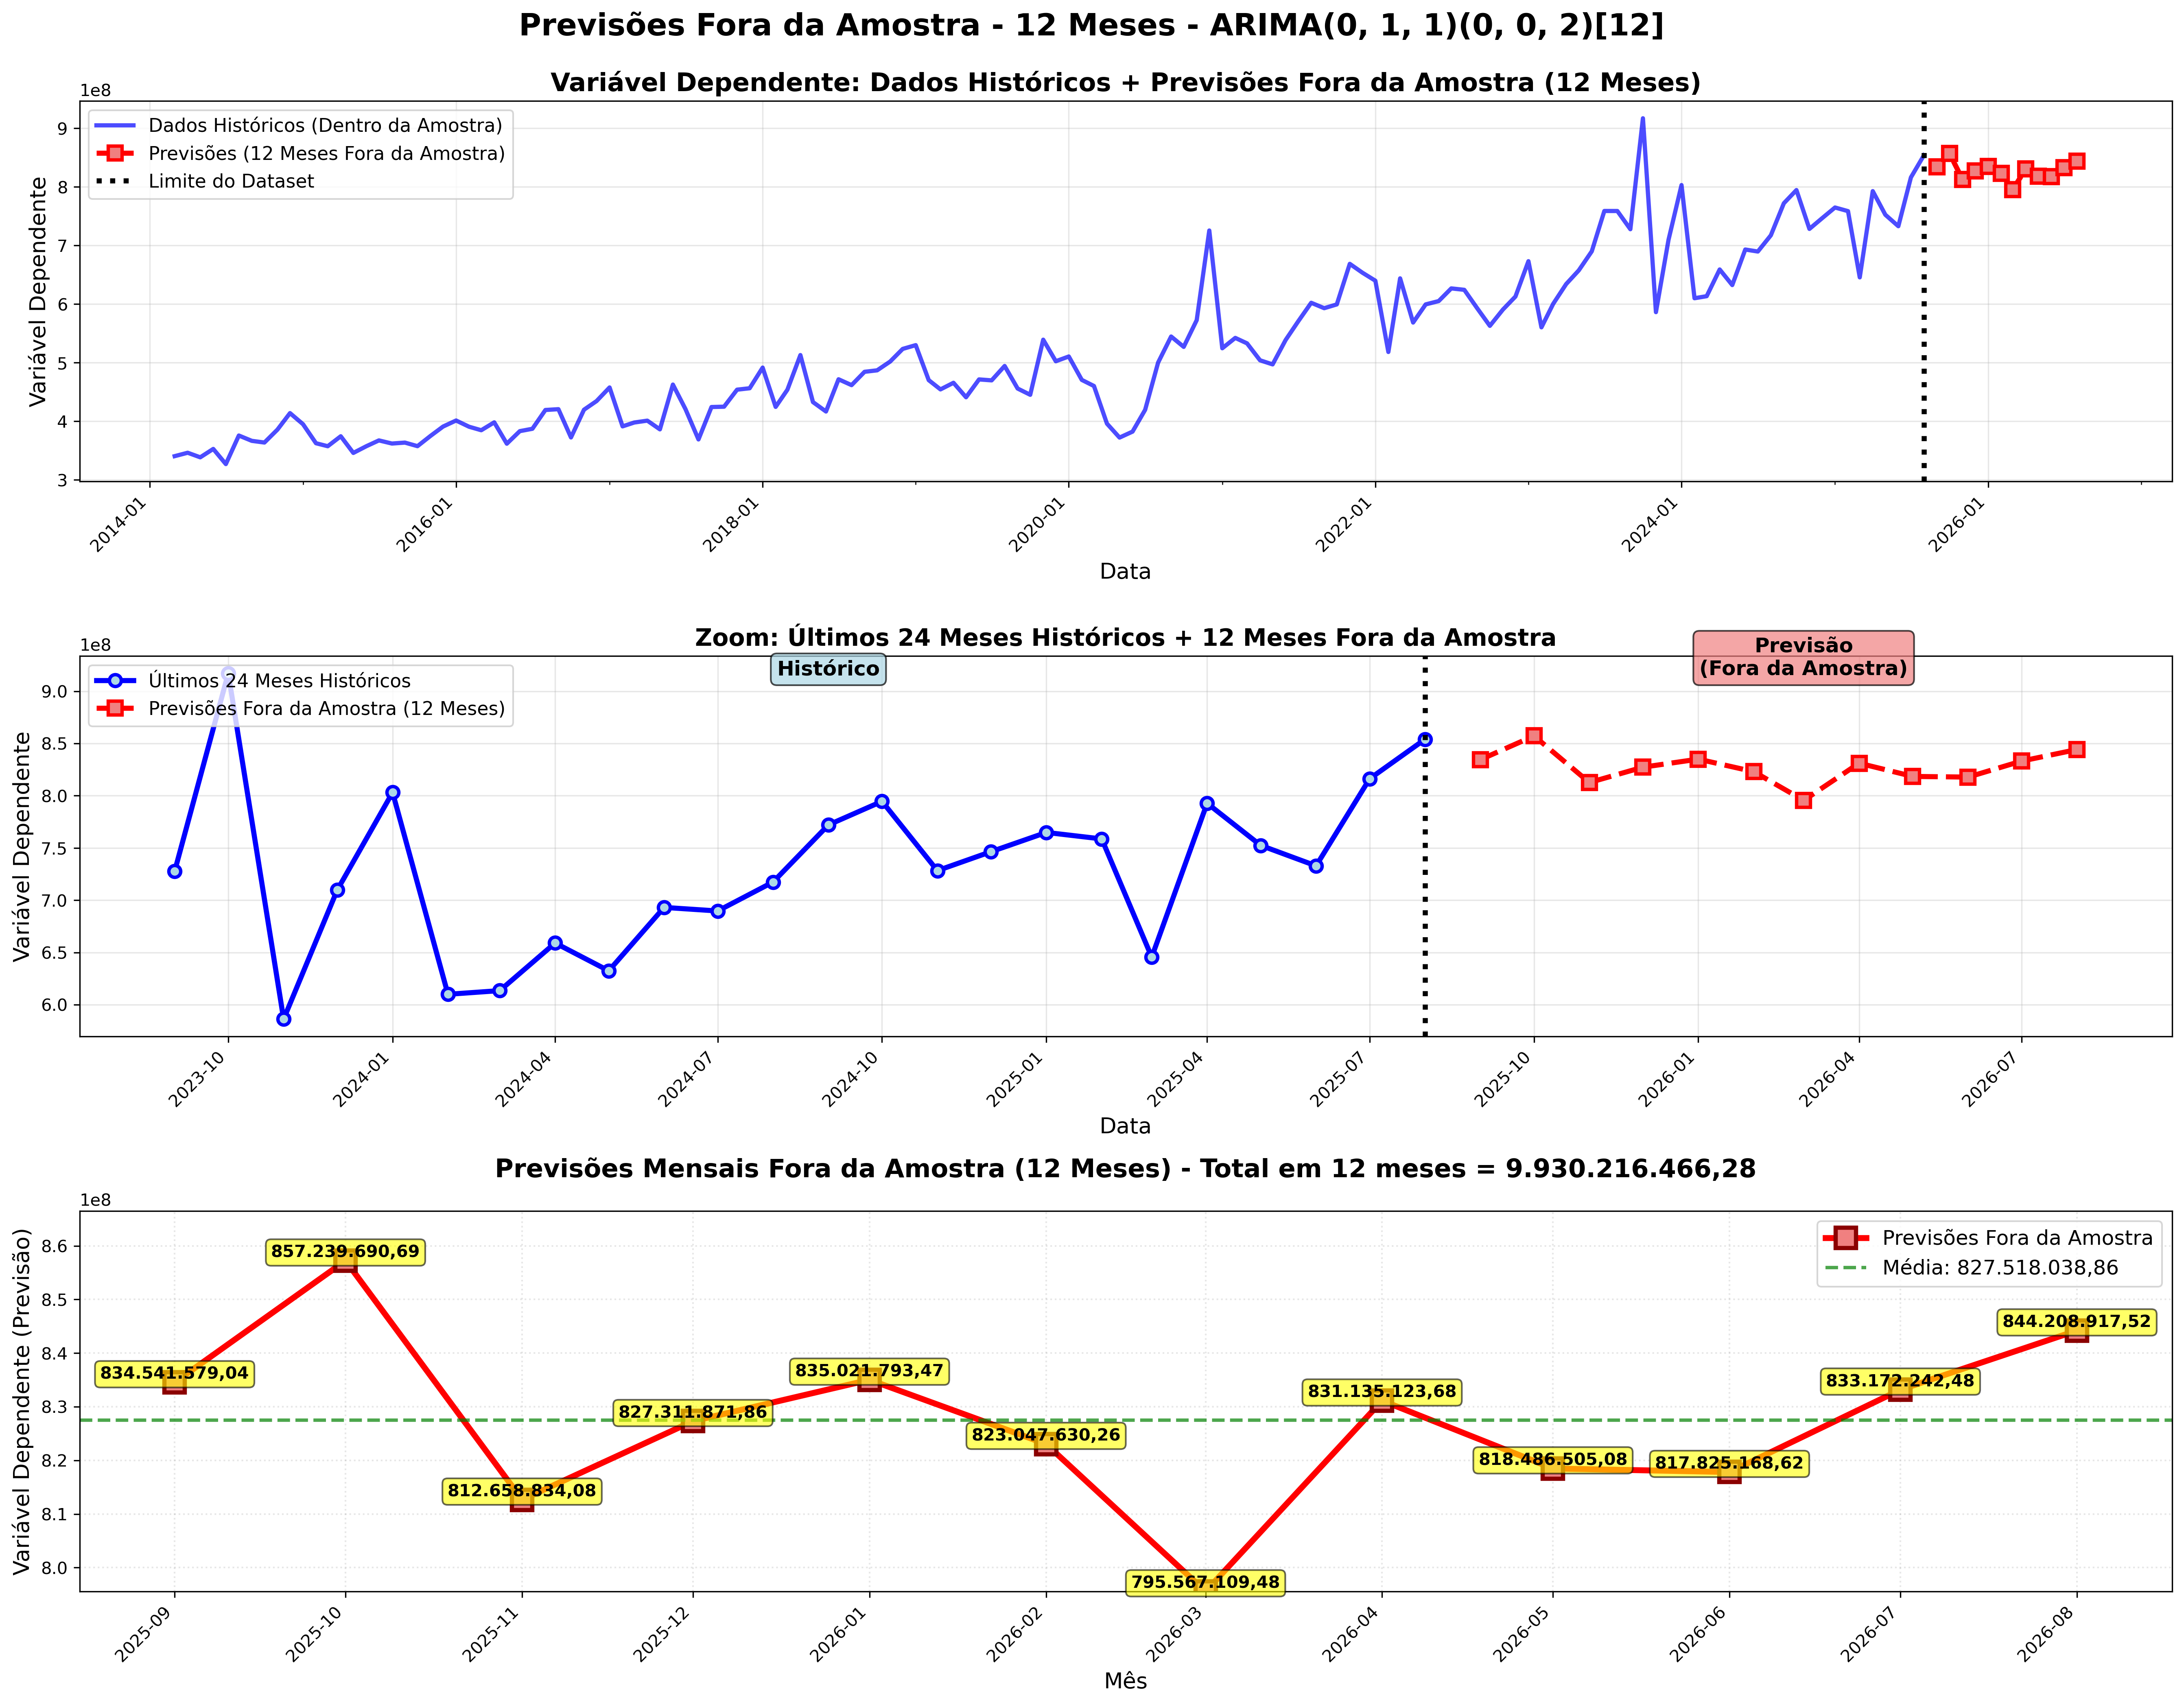 Previsões Fora da Amostra - 12 Meses - ARIMA(0, 1, 1)(0, 0, 2)[12]
Variável Dependente: Dados Históricos + Previsões Fora da Amostra (12 Meses)
1e8
Dados Históricos (Dentro da Amostra)
Previsões (12 Meses Fora da Amostra)
Limite do Dataset
Variável Dependente
9
8
7
6
5
4
3
2014-01
2016-01
2018-01
2020-01
2022-01
2024-01
2026-01
Data
Zoom: Últimos 24 Meses Históricos + 12 Meses Fora da Amostra
1e8
Últimos 24 Meses Históricos
Previsões Fora da Amostra (12 Meses)
Histórico
Previsão
(Fora da Amostra)
Variável Dependente
9.0
8.5
8.0
7.5
7.0
6.5
6.0
2023-10
2024-01
2024-04
2024-07
2024-10
2025-01
2025-04
2025-07
2025-10
2026-01
2026-04
2026-07
Data
Previsões Mensais Fora da Amostra (12 Meses) - Total em 12 meses = 9.930.216.466,28
1e8
Previsões Fora da Amostra
Média: 827.518.038,86
Variável Dependente (Previsão)
8.6
8.5
8.4
8.3
8.2
8.1
8.0
834.541.579,04
857.239.690,69
812.658.834,08
827.311.871,86
835.021.793,47
823.047.630,26
795.567.109,48
831.135.123,68
818.486.505,08
817.825.168,62
833.172.242,48
844.208.917,52
2025-09
2025-10
2025-11
2025-12
2026-01
2026-02
2026-03
2026-04
2026-05
2026-06
2026-07
2026-08
Mês